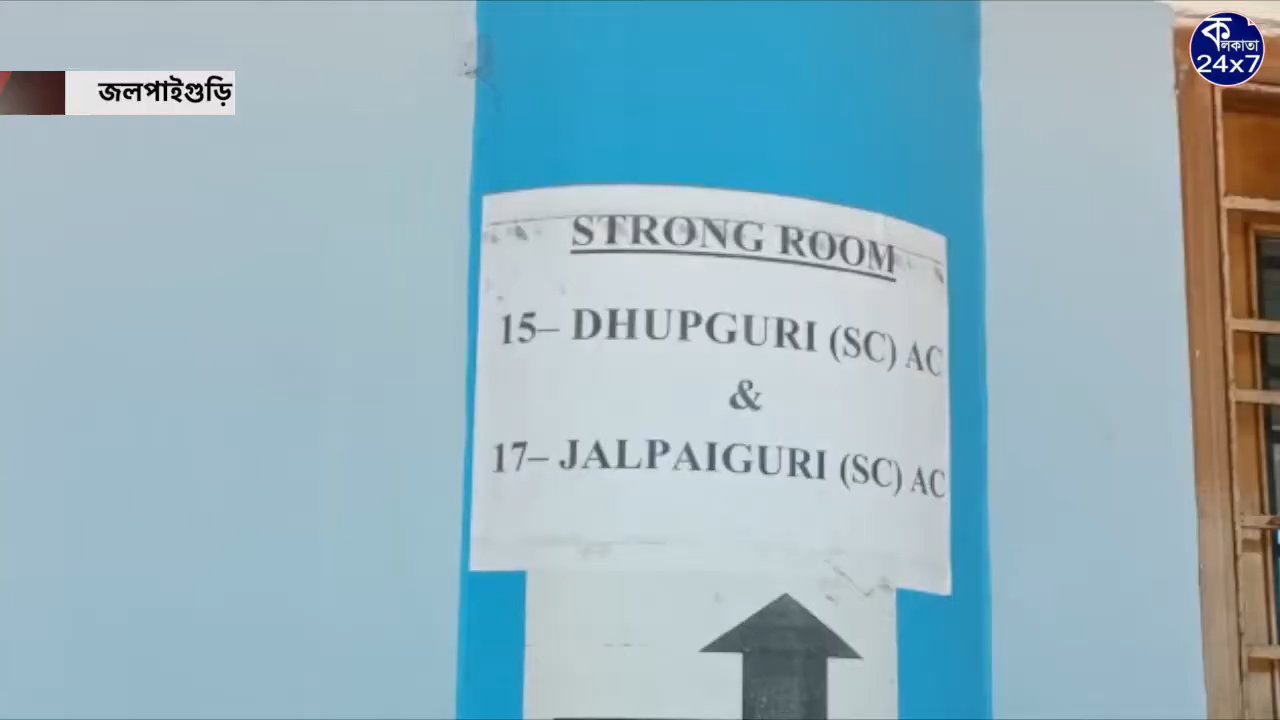 কলকাতা
24x7
জলপাইগুড়ি
STRONG ROOM
15– DHUPGURI (SC) AC
&
17– JALPAIGURI (SC) AC